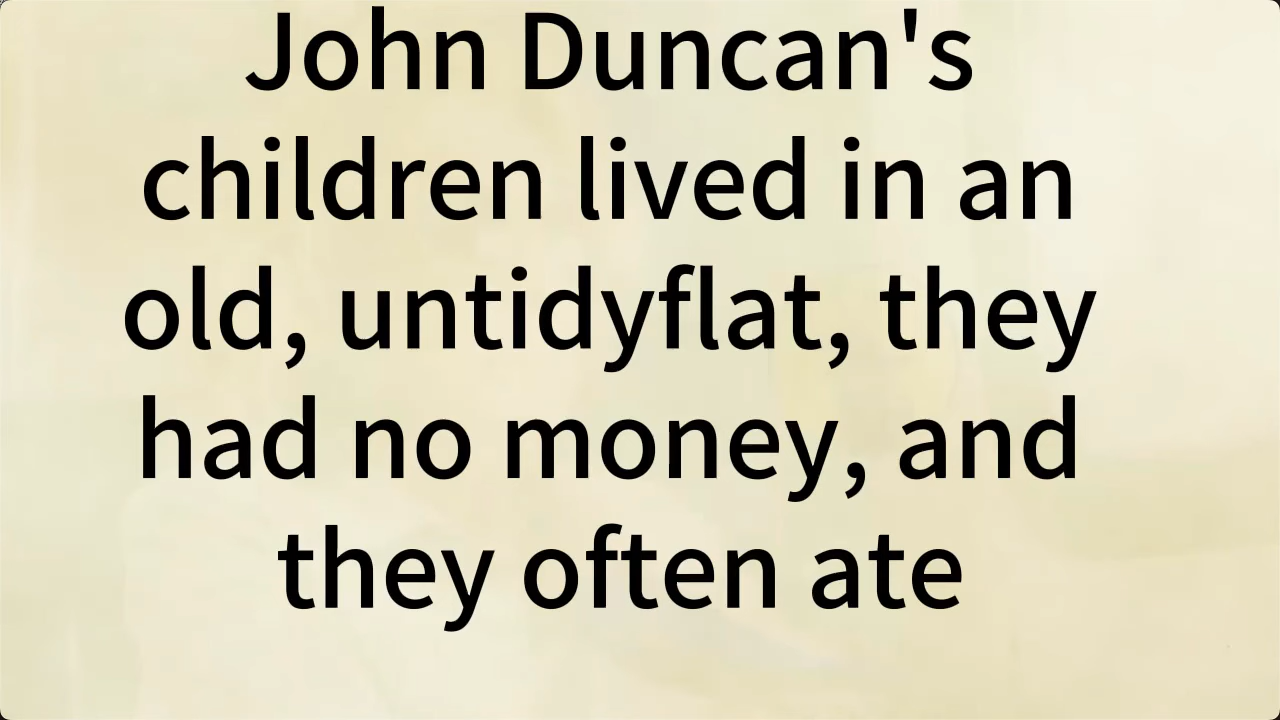 John Duncan's
children lived in an
old, untidyflat, they
had no money, and
they often ate